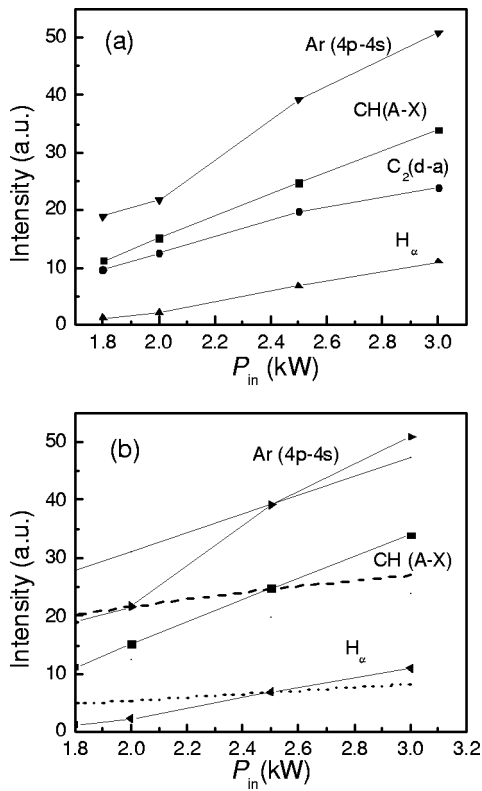 (a)
Ar (4p-4s)
CH(A-X)
C₂(d-a)
Hα
Intensity (a.u.)
50
40
30
20
10
0
1.8 2.0 2.2 2.4 2.6 2.8 3.0
Pin (kW)
(b)
Ar (4p-4s)
CH (A-X)
Hα
Intensity (a.u.)
50
40
30
20
10
0
1.8 2.0 2.2 2.4 2.6 2.8 3.0 3.2
Pin (kW)